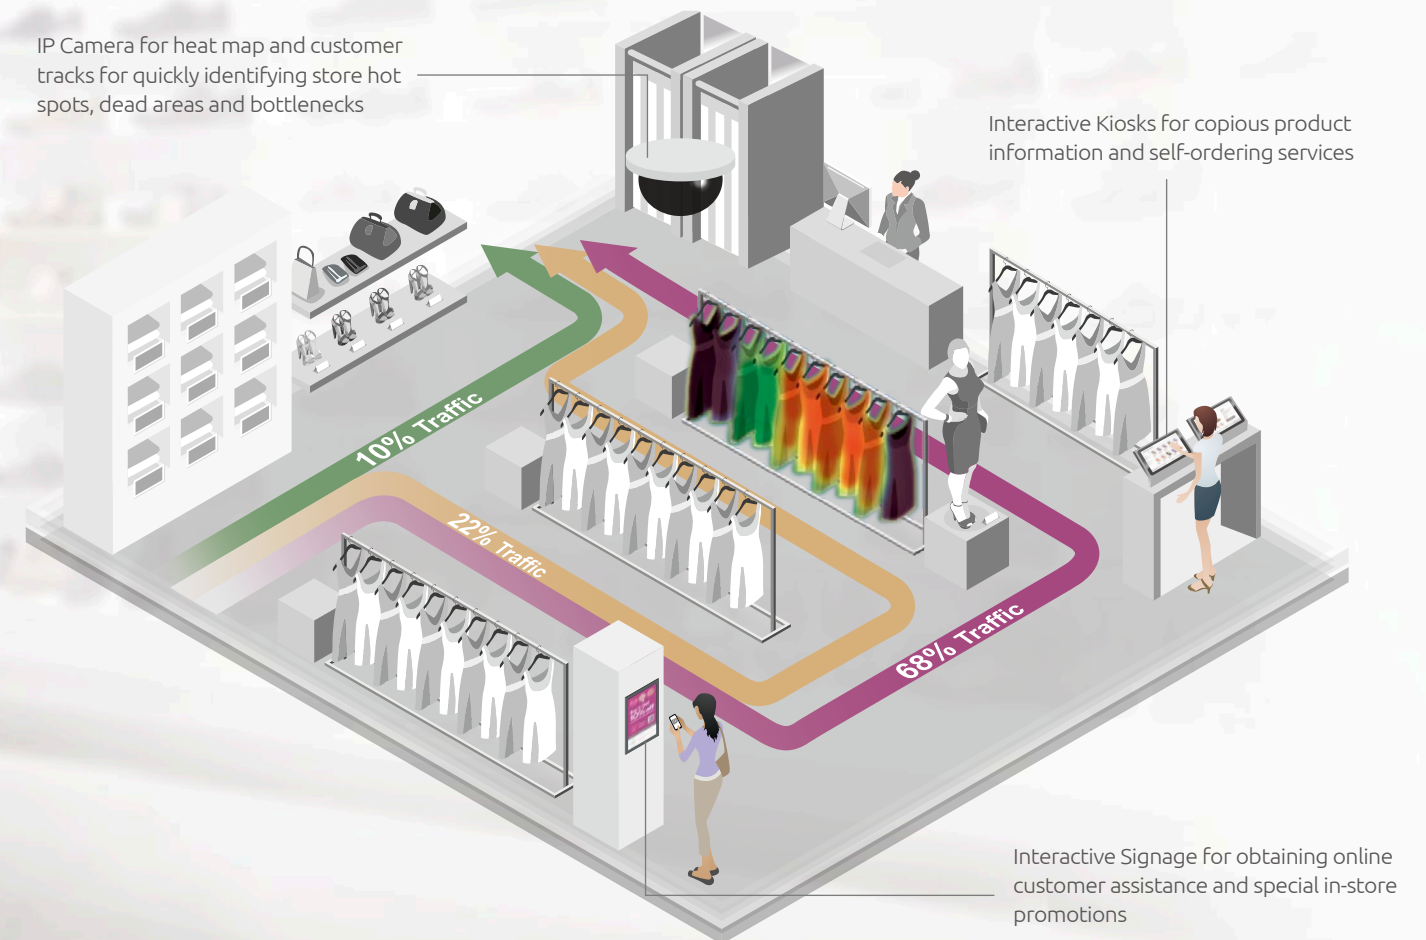 IP Camera for heat map and customer
tracks for quickly identifying store hot
spots, dead areas and bottlenecks
Interactive Kiosks for copious product
information and self-ordering services
10% Traffic
22% Traffic
68% Traffic
Interactive Signage for obtaining online
customer assistance and special in-store
promotions